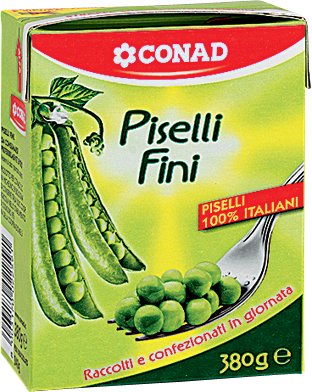 CONAD
Piselli
Fini
PISELLI
100% ITALIANI
Raccolti e confezionati in giornata
380g e